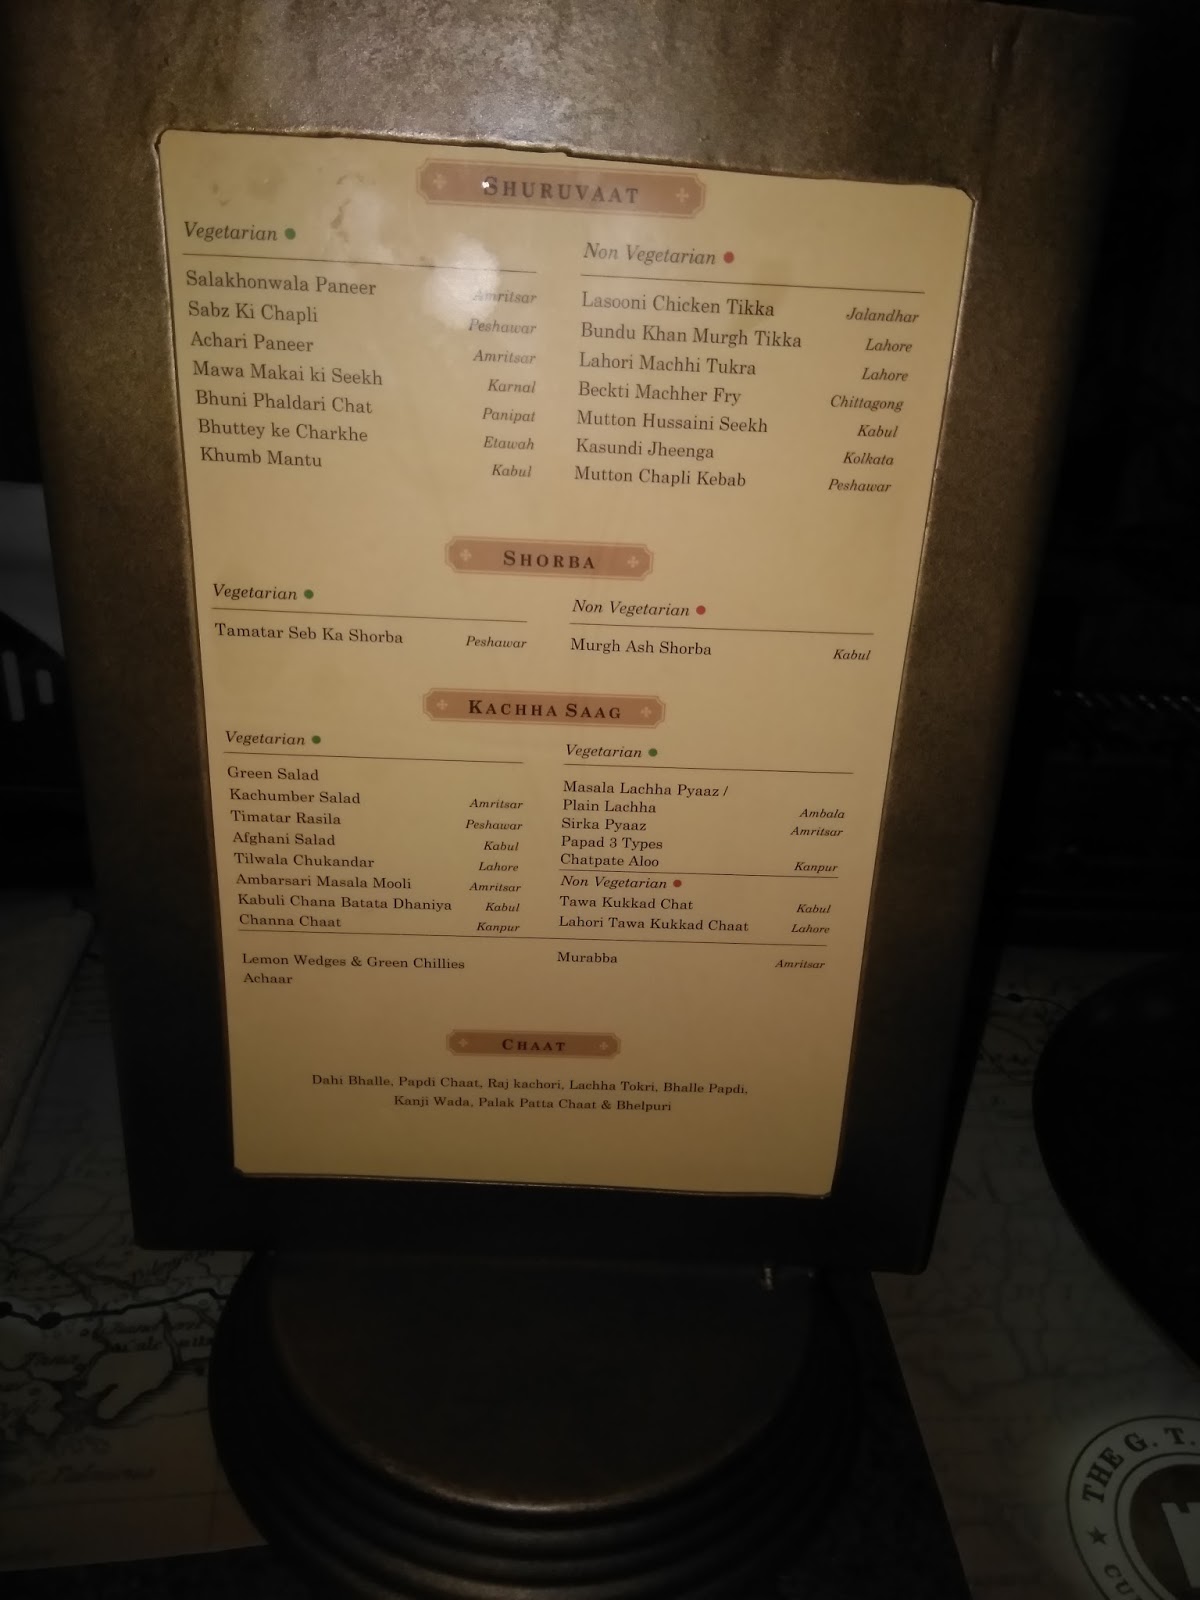 SHURUVAAT
Vegetarian
Salakhonwala Paneer Amritsar
Sabz Ki Chapli Peshawar
Achari Paneer Amritsar
Mawa Makai ki Seekh Karnal
Bhuni Phaldari Chat Panipat
Bhuttey ke Charkhe Etawah
Khumb Mantu Kabul
Non Vegetarian
Lasooni Chicken Tikka Jalandhar
Bundu Khan Murgh Tikka Lahore
Lahori Machhi Tukra Lahore
Beckti Machher Fry Chittagong
Mutton Hussaini Seekh Kabul
Kasundi Jheenga Kolkata
Mutton Chapli Kebab Peshawar
SHORBA
Vegetarian
Tamatar Seb Ka Shorba Peshawar
Non Vegetarian
Murgh Ash Shorba Kabul
KACHHA SAAG
Vegetarian
Green Salad
Kachumber Salad Amritsar
Timatar Rasila Peshawar
Afghani Salad Kabul
Tilwala Chukandar Lahore
Ambarsari Masala Mooli Amritsar
Kabuli Chana Batata Dhaniya Kabul
Channa Chaat Kanpur
Vegetarian
Masala Lachha Pyaaz /
Plain Lachha Ambala
Sirka Pyaaz Amritsar
Papad 3 Types
Chatpate Aloo Kanpur
Non Vegetarian
Tawa Kukkad Chat Kabul
Lahori Tawa Kukkad Chaat Lahore
Lemon Wedges & Green Chillies
Achaar
Murabba Amritsar
CHAAT
Dahi Bhalle, Papdi Chaat, Raj kachori, Lachha Tokri, Bhalle Papdi,
Kanji Wada, Palak Patta Chaat & Bhelpuri
THE G. T.